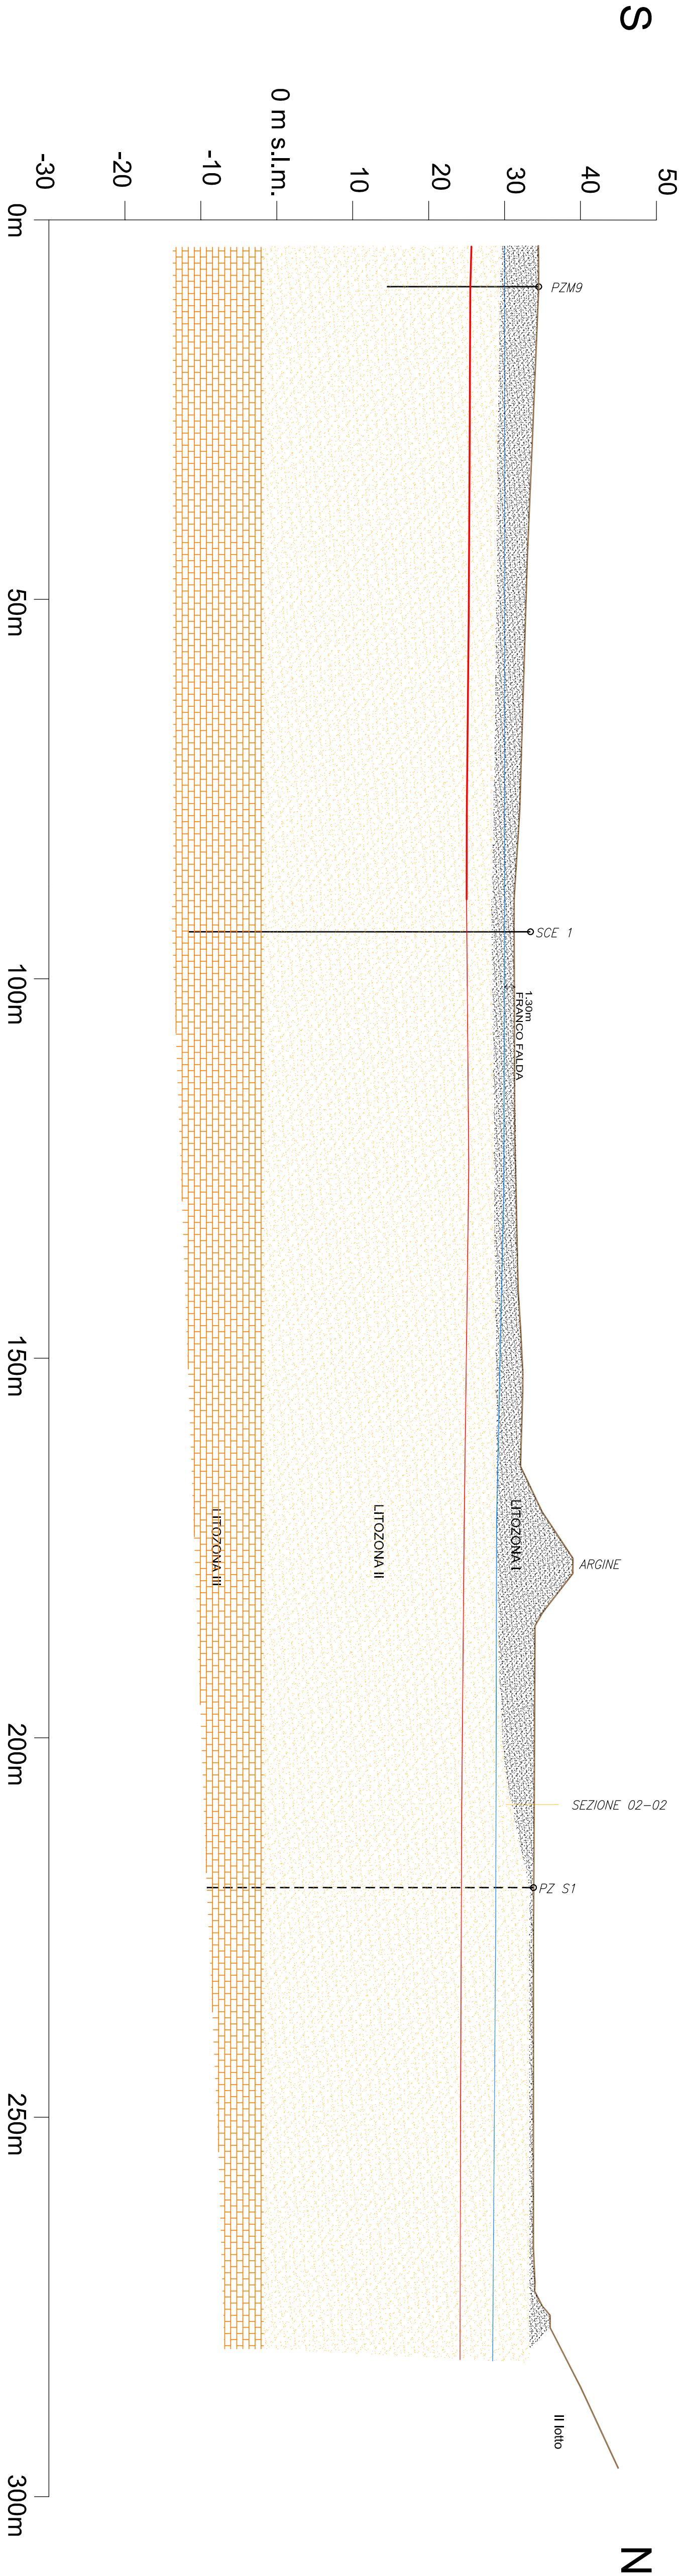 S
N
50
40
30
20
10
0 m s.l.m.
-10
-20
-30
PZM9
SCE 1
1.30m
FRANCO FALDA
LITOZONA I
ARGINE
SEZIONE 02-02
PZ S1
II lotto
LITOZONA II
LITOZONA III
0m
50m
100m
150m
200m
250m
300m